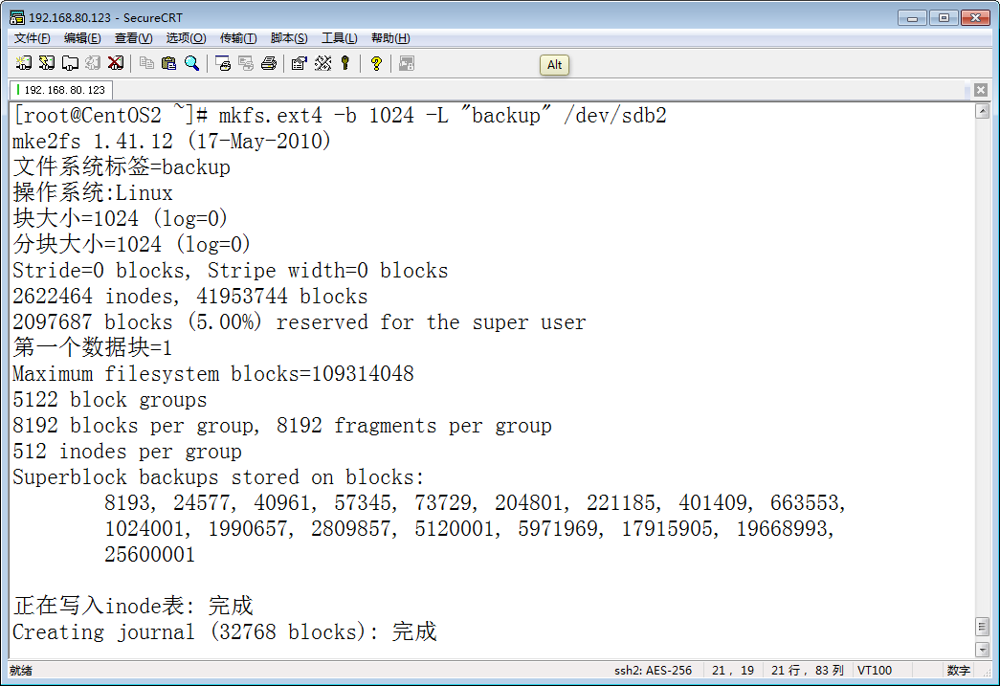 192.168.80.123 - SecureCRT
文件(F) 编辑(E) 查看(V) 选项(O) 传输(T) 脚本(S) 工具(L) 帮助(H)
Alt
192.168.80.123
[root@CentOS2 ~]# mkfs.ext4 -b 1024 -L "backup" /dev/sdb2
mke2fs 1.41.12 (17-May-2010)
文件系统标签=backup
操作系统:Linux
块大小=1024 (log=0)
分块大小=1024 (log=0)
Stride=0 blocks, Stripe width=0 blocks
2622464 inodes, 41953744 blocks
2097687 blocks (5.00%) reserved for the super user
第一个数据块=1
Maximum filesystem blocks=109314048
5122 block groups
8192 blocks per group, 8192 fragments per group
512 inodes per group
Superblock backups stored on blocks:
8193, 24577, 40961, 57345, 73729, 204801, 221185, 401409, 663553,
1024001, 1990657, 2809857, 5120001, 5971969, 17915905, 19668993,
25600001
正在写入inode表: 完成
Creating journal (32768 blocks): 完成
就绪 ssh2: AES-256 21, 19 21 行, 83 列 VT100 数字